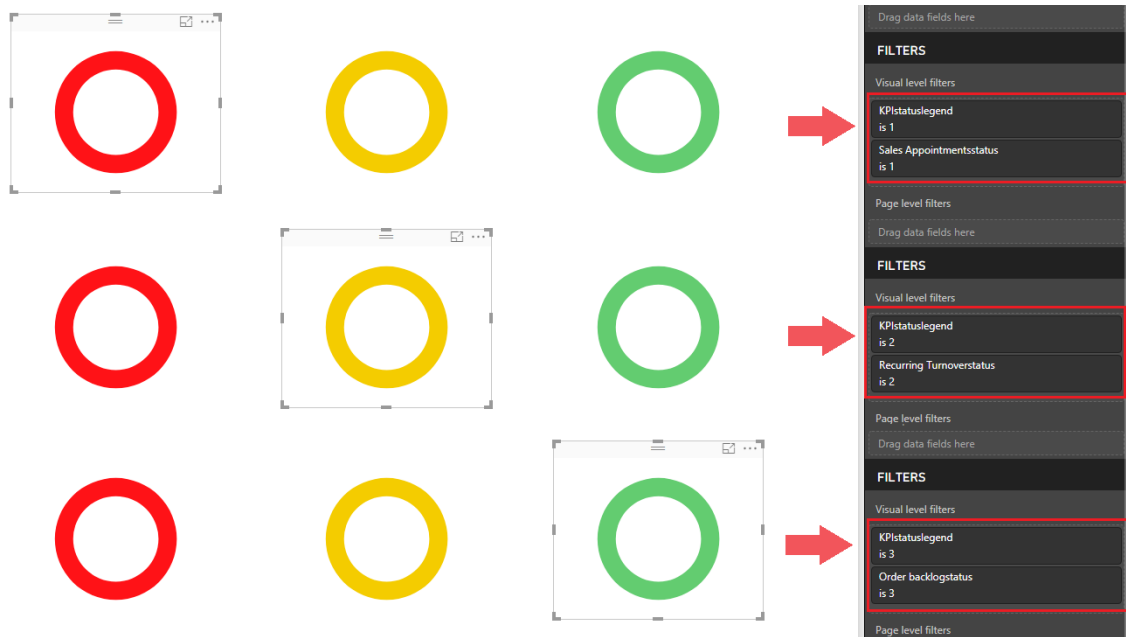 Drag data fields here
FILTERS
Visual level filters
KPIstatuslegend
is 1
Sales Appointmentsstatus
is 1
Page level filters
Drag data fields here
FILTERS
Visual level filters
KPIstatuslegend
is 2
Recurring Turnoverstatus
is 2
Page level filters
Drag data fields here
FILTERS
Visual level filters
KPIstatuslegend
is 3
Order backlogstatus
is 3
Page level filters